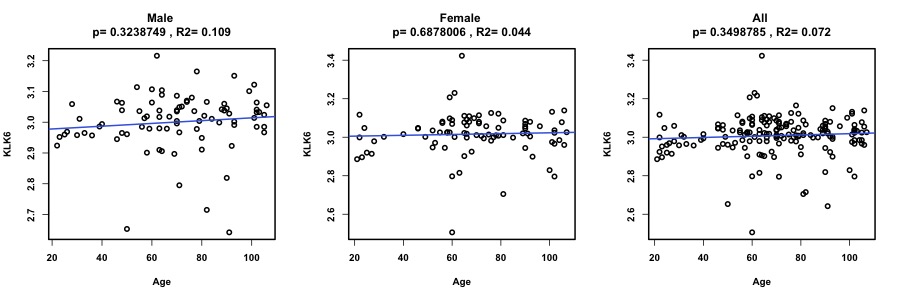 Male
p= 0.3238749 , R2= 0.109
KLK6
3.2
3.1
3.0
2.9
2.8
2.7
20 40 60 80 100
Age
Female
p= 0.6878006 , R2= 0.044
KLK6
3.4
3.2
3.0
2.8
2.6
20 40 60 80 100
Age
All
p= 0.3498785 , R2= 0.072
KLK6
3.4
3.2
3.0
2.8
2.6
20 40 60 80 100
Age